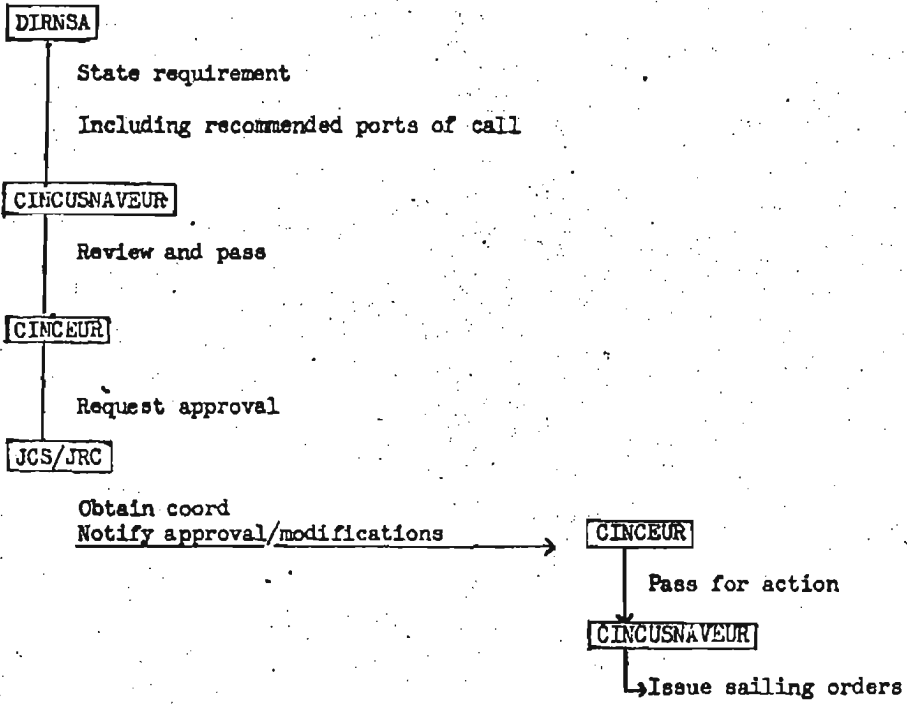 DIRNSA
State requirement
Including recommended ports of call
CINCUSNAVEUR
Review and pass
CINCEUR
Request approval
JCS/JRC
Obtain coord
Notify approval/modifications
CINCEUR
Pass for action
CINCUSNAVEUR
Issue sailing orders